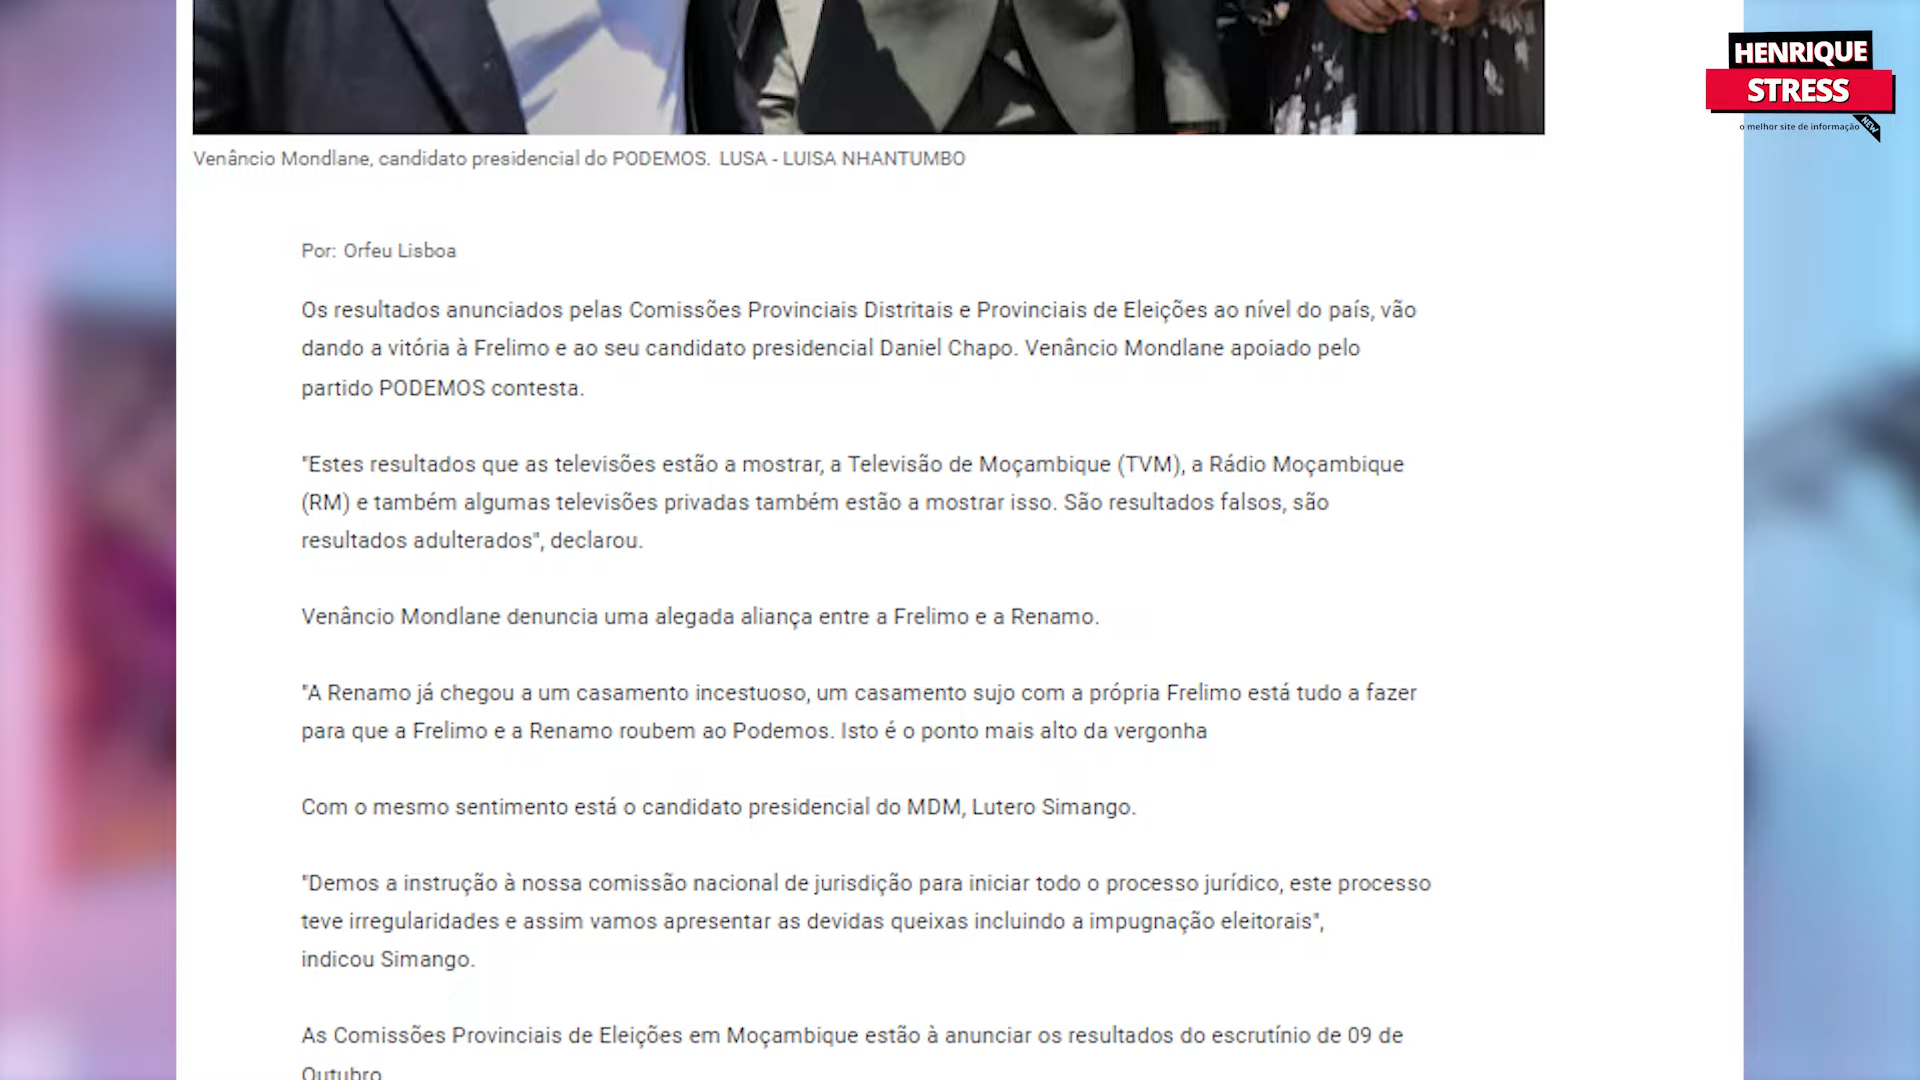 HENRIQUE
STRESS
o melhor site de informação
NEW
Venâncio Mondlane, candidato presidencial do PODEMOS. LUSA - LUISA NHANTUMBO
Por: Orfeu Lisboa
Os resultados anunciados pelas Comissões Provinciais Distritais e Provinciais de Eleições ao nível do país, vão
dando a vitória à Frelimo e ao seu candidato presidencial Daniel Chapo. Venâncio Mondlane apoiado pelo
partido PODEMOS contesta.
"Estes resultados que as televisões estão a mostrar, a Televisão de Moçambique (TVM), a Rádio Moçambique
(RM) e também algumas televisões privadas também estão a mostrar isso. São resultados falsos, são
resultados adulterados", declarou.
Venâncio Mondlane denuncia uma alegada aliança entre a Frelimo e a Renamo.
"A Renamo já chegou a um casamento incestuoso, um casamento sujo com a própria Frelimo está tudo a fazer
para que a Frelimo e a Renamo roubem ao Podemos. Isto é o ponto mais alto da vergonha
Com o mesmo sentimento está o candidato presidencial do MDM, Lutero Simango.
"Demos a instrução à nossa comissão nacional de jurisdição para iniciar todo o processo jurídico, este processo
teve irregularidades e assim vamos apresentar as devidas queixas incluindo a impugnação eleitorais",
indicou Simango.
As Comissões Provinciais de Eleições em Moçambique estão à anunciar os resultados do escrutínio de 09 de
Outubro